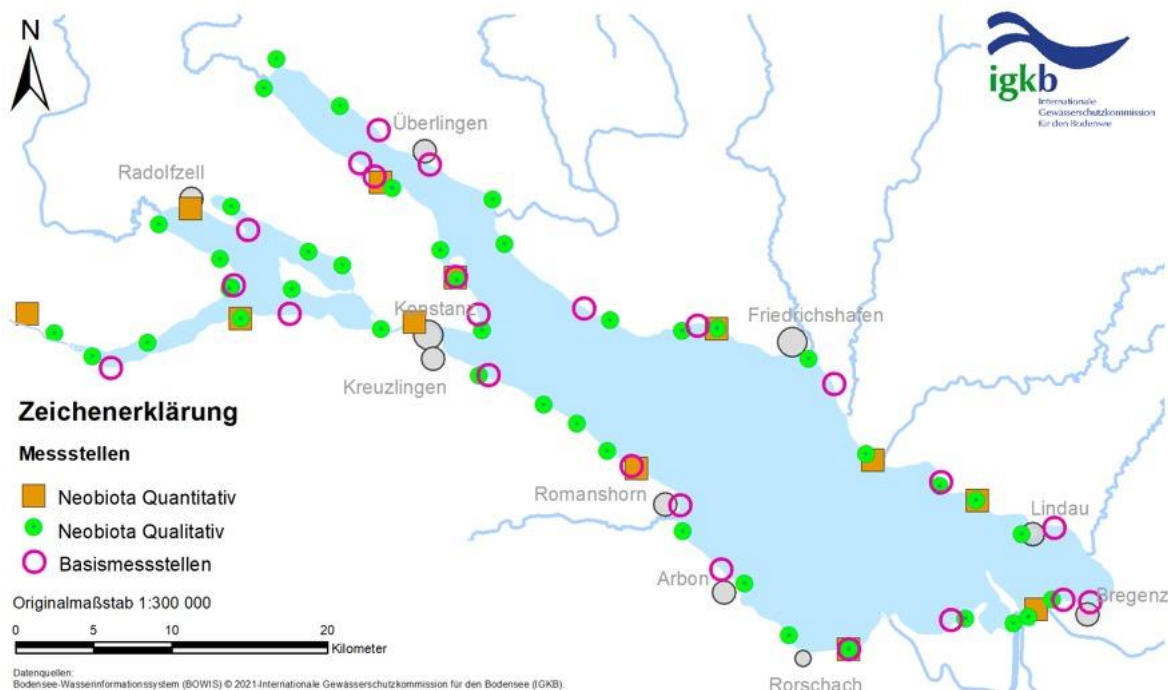 N
igkb
Internationale
Gewässerschutzkommission
für den Bodensee
Überlingen
Radolfzell
Konstanz
Friedrichshafen
Kreuzlingen
Zeichenerklärung
Messstellen
Neobiota Quantitativ
Romanshorn
Lindau
Neobiota Qualitativ
Basismessstellen
Arbon
Bregenz
Originalmaßstab 1:300 000
0 5 10 20
Kilometer
Rorschach
Datenquellen:
Bodensee-Wasserinformationssystem (BOWIS) © 2021-Internationale Gewässerschutzkommission für den Bodensee (IGKB).